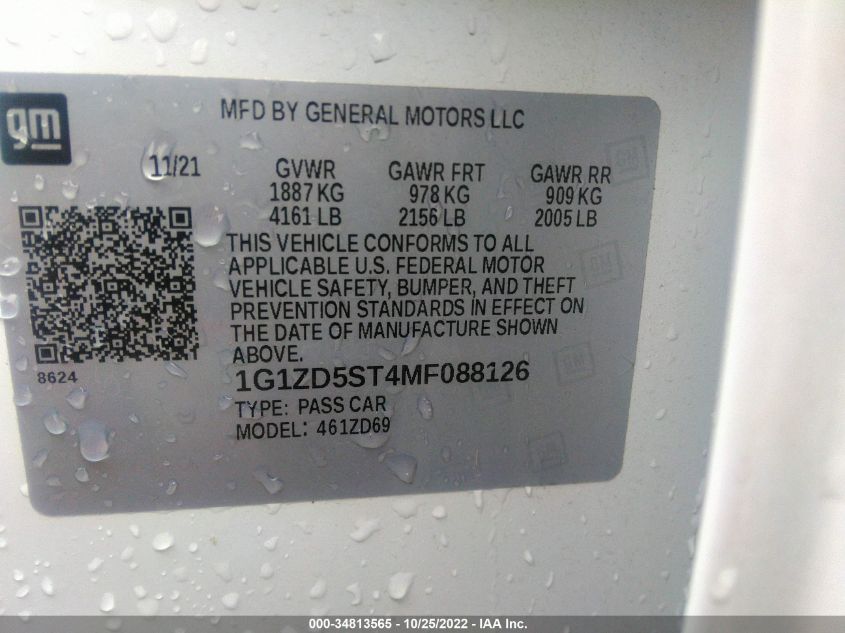 gm
MFD BY GENERAL MOTORS LLC
11/21
GVWR GAWR FRT GAWR RR
1887 KG 978 KG 909 KG
4161 LB 2156 LB 2005 LB
THIS VEHICLE CONFORMS TO ALL
APPLICABLE U.S. FEDERAL MOTOR
VEHICLE SAFETY, BUMPER, AND THEFT
PREVENTION STANDARDS IN EFFECT ON
THE DATE OF MANUFACTURE SHOWN
ABOVE.
8624
1G1ZD5ST4MF088126
TYPE: PASS CAR
MODEL: 461ZD69
000-34813565 - 10/25/2022 - IAA Inc.